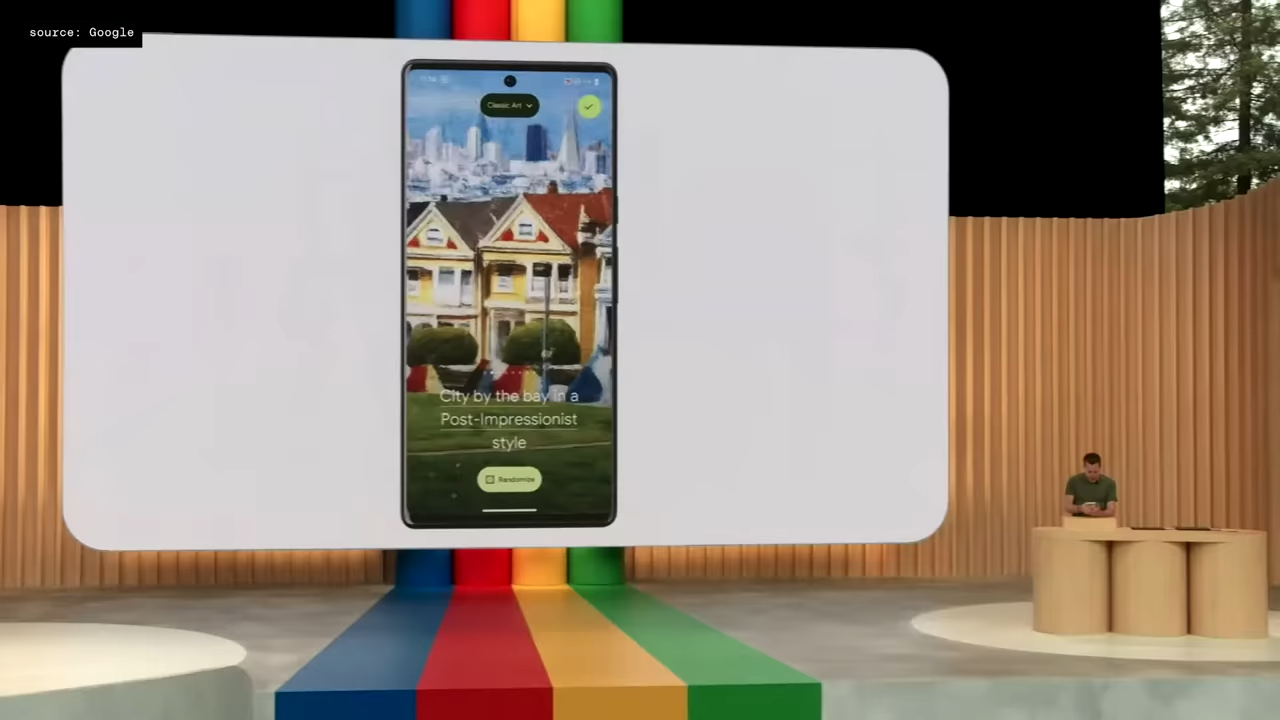 source: Google
Classic Art
City by the bay in a
Post-Impressionist
style
Randomize